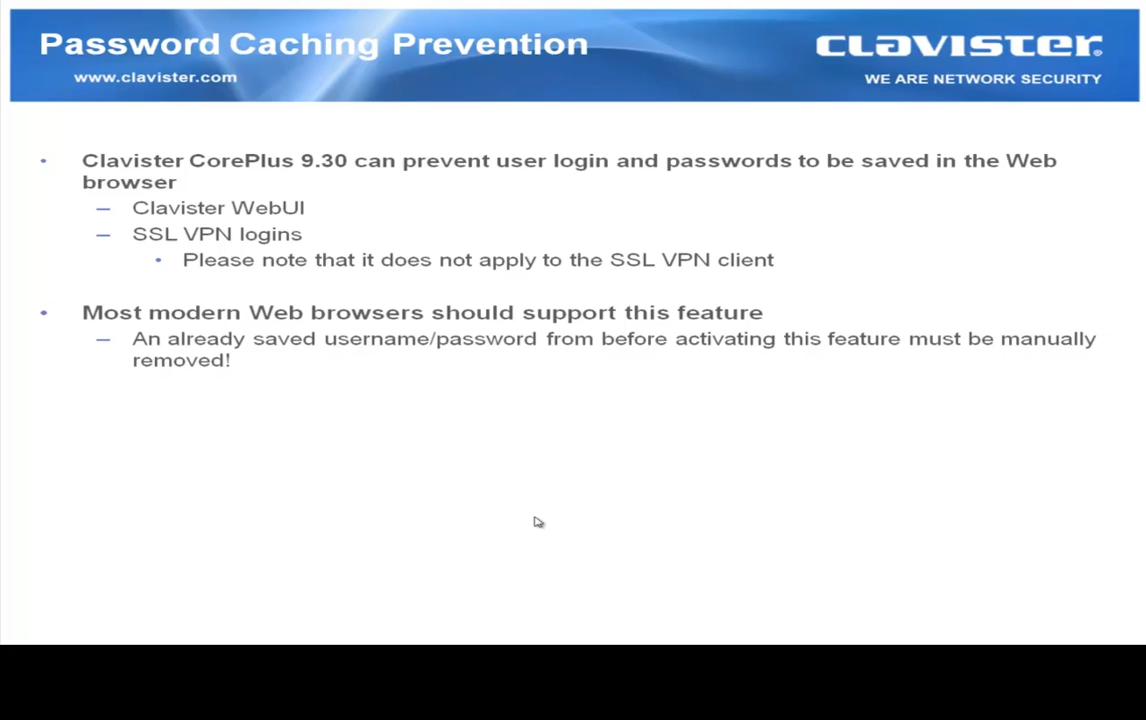 Password Caching Prevention
CLAVISTER®
www.clavister.com
WE ARE NETWORK SECURITY
• Clavister CorePlus 9.30 can prevent user login and passwords to be saved in the Web
browser
– Clavister WebUI
– SSL VPN logins
• Please note that it does not apply to the SSL VPN client
• Most modern Web browsers should support this feature
– An already saved username/password from before activating this feature must be manually
removed!